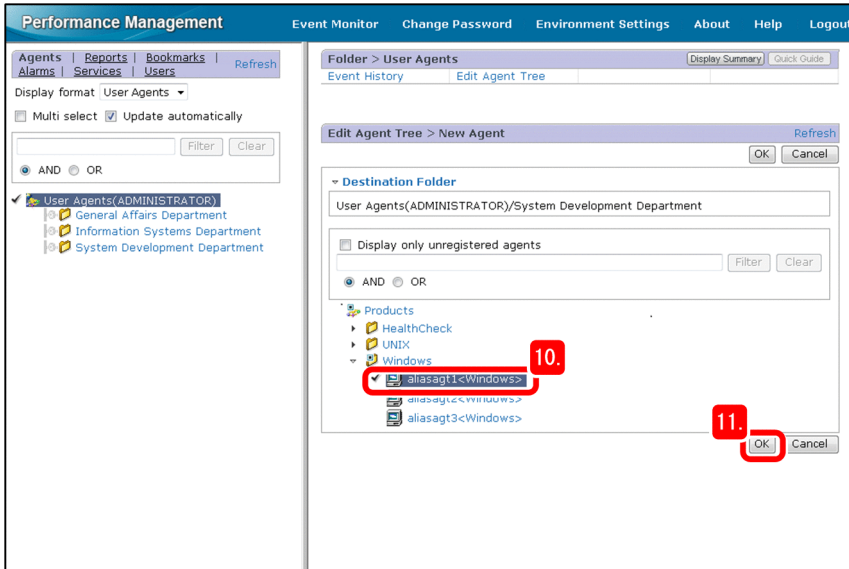 Performance Management
Event Monitor Change Password Environment Settings About Help Logout
Agents | Reports | Bookmarks |
Alarms | Services | Users
Refresh
Display format User Agents
Multi select Update automatically
Filter Clear
AND OR
User Agents(ADMINISTRATOR)
General Affairs Department
Information Systems Department
System Development Department
Folder > User Agents
Display Summary Quick Guide
Event History Edit Agent Tree
Edit Agent Tree > New Agent
Refresh
OK Cancel
Destination Folder
User Agents(ADMINISTRATOR)/System Development Department
Display only unregistered agents
Filter Clear
AND OR
Products
HealthCheck
UNIX
Windows
10.
aliasagt1<Windows>
aliasagt2<Windows>
aliasagt3<Windows>
11.
OK Cancel